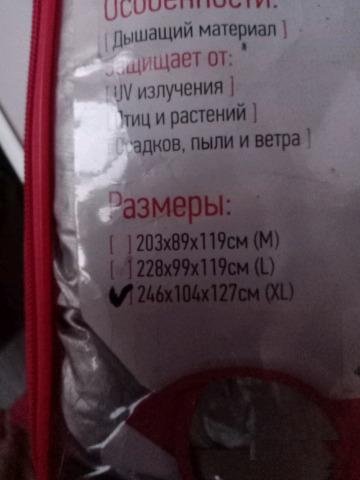 Особенности:
[ Дышащий материал ]
Защищает от:
[ UV излучения ]
[ Птиц и растений ]
[ Осадков, пыли и ветра ]
Размеры:
[ ] 203x89x119см (M)
[ ] 228x99x119см (L)
[✓] 246x104x127см (XL)